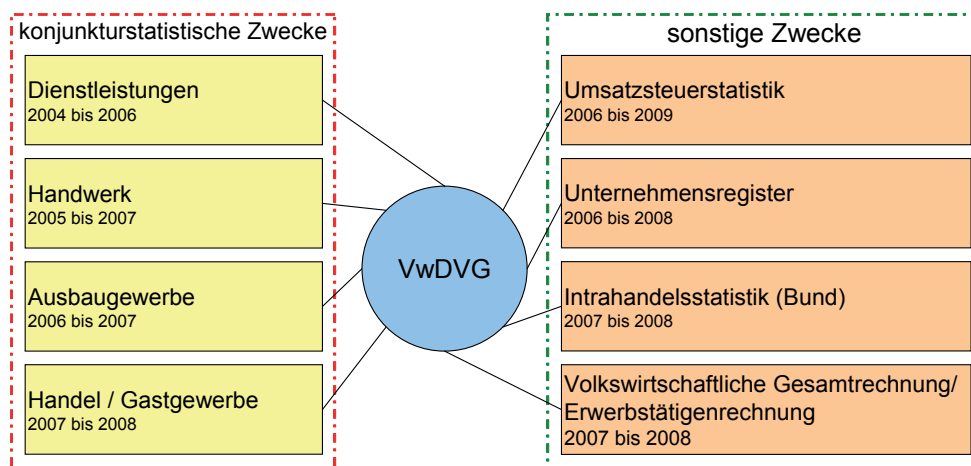 konjunkturstatistische Zwecke
Dienstleistungen
2004 bis 2006
Handwerk
2005 bis 2007
Ausbaugewerbe
2006 bis 2007
Handel / Gastgewerbe
2007 bis 2008
VwDVG
sonstige Zwecke
Umsatzsteuerstatistik
2006 bis 2009
Unternehmensregister
2006 bis 2008
Intrahandelsstatistik (Bund)
2007 bis 2008
Volkswirtschaftliche Gesamtrechnung/
Erwerbstätigenrechnung
2007 bis 2008